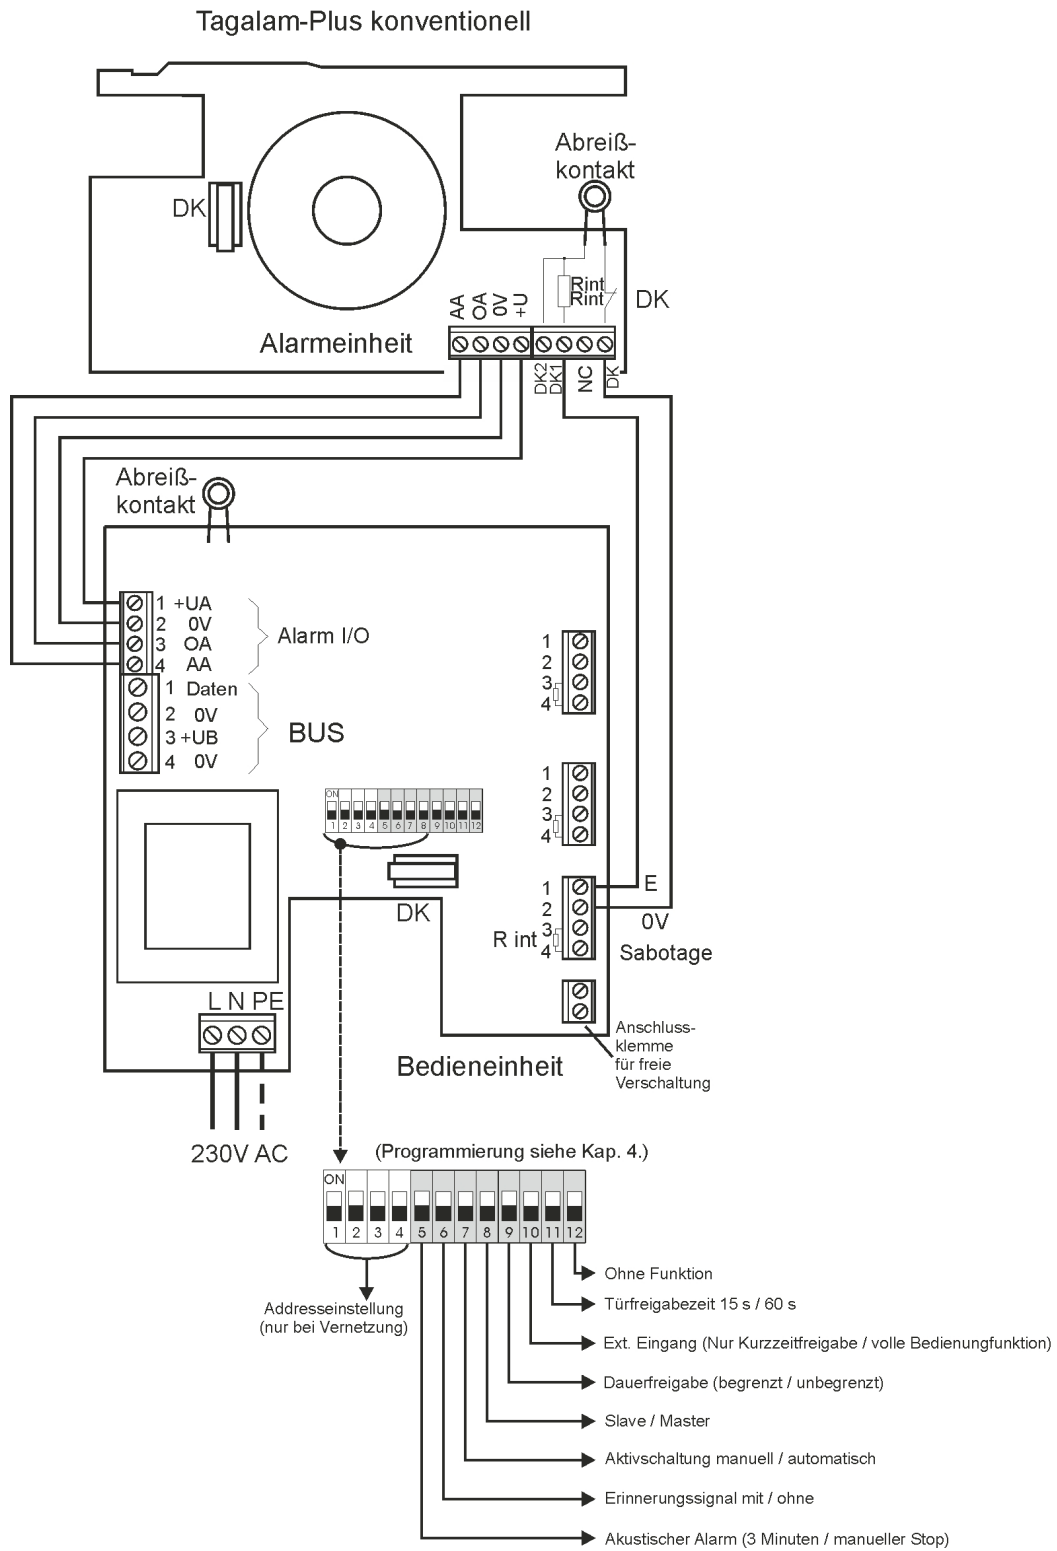 Tagalam-Plus konventionell
Abreiß-
kontakt
DK
Rint
Rint
DK
AA
OA
0V
+U
Alarmeinheit
DK2
DK1
NC
DK
Abreiß-
kontakt
1 +UA
2 0V
3 OA
4 AA
Alarm I/O
1 Daten
2 0V
3 +UB
4 0V
BUS
1
2
3
4
1
2
3
4
ON
1 2 3 4 5 6 7 8 9 10 11 12
DK
1
2
3
4
E
0V
R int
Sabotage
L N PE
Anschluss-
klemme
für freie
Verschaltung
Bedieneinheit
230V AC
(Programmierung siehe Kap. 4.)
ON
1 2 3 4 5 6 7 8 9 10 11 12
Addresseinstellung
(nur bei Vernetzung)
Ohne Funktion
Türfreigabezeit 15 s / 60 s
Ext. Eingang (Nur Kurzzeitfreigabe / volle Bedienungfunktion)
Dauerfreigabe (begrenzt / unbegrenzt)
Slave / Master
Aktivschaltung manuell / automatisch
Erinnerungssignal mit / ohne
Akustischer Alarm (3 Minuten / manueller Stop)